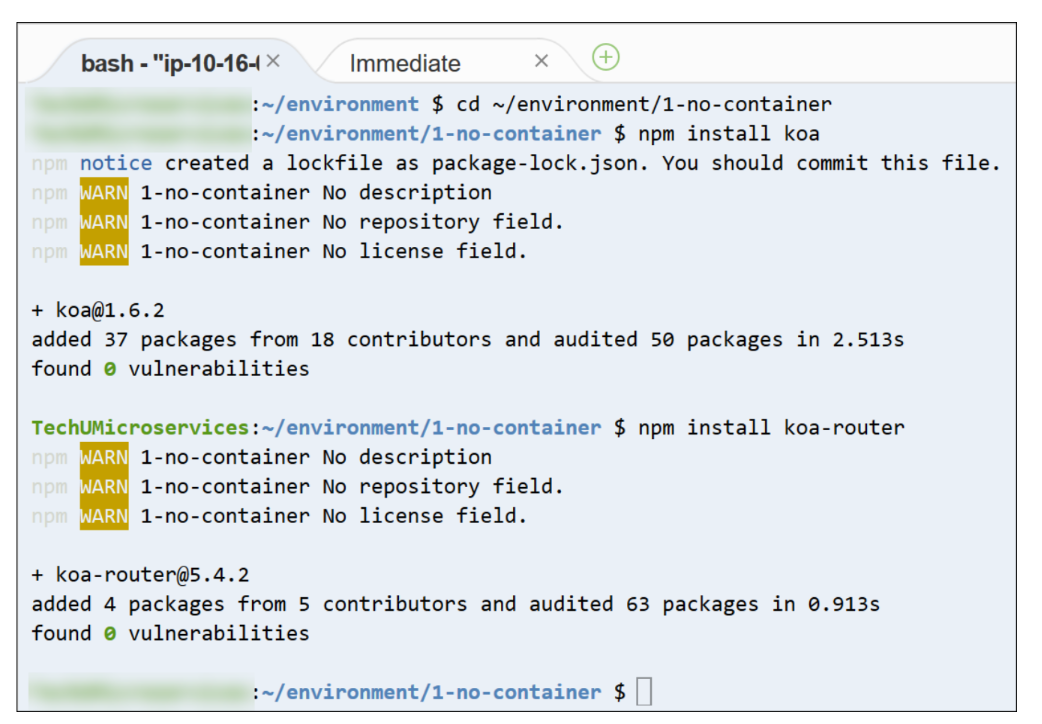 bash - "ip-10-16-
Immediate
:~/environment $ cd ~/environment/1-no-container
:~/environment/1-no-container $ npm install koa
npm notice created a lockfile as package-lock.json. You should commit this file.
npm WARN 1-no-container No description
npm WARN 1-no-container No repository field.
npm WARN 1-no-container No license field.
+ koa@1.6.2
added 37 packages from 18 contributors and audited 50 packages in 2.513s
found 0 vulnerabilities
TechUMicroservices:~/environment/1-no-container $ npm install koa-router
npm WARN 1-no-container No description
npm WARN 1-no-container No repository field.
npm WARN 1-no-container No license field.
+ koa-router@5.4.2
added 4 packages from 5 contributors and audited 63 packages in 0.913s
found 0 vulnerabilities
:~/environment/1-no-container $